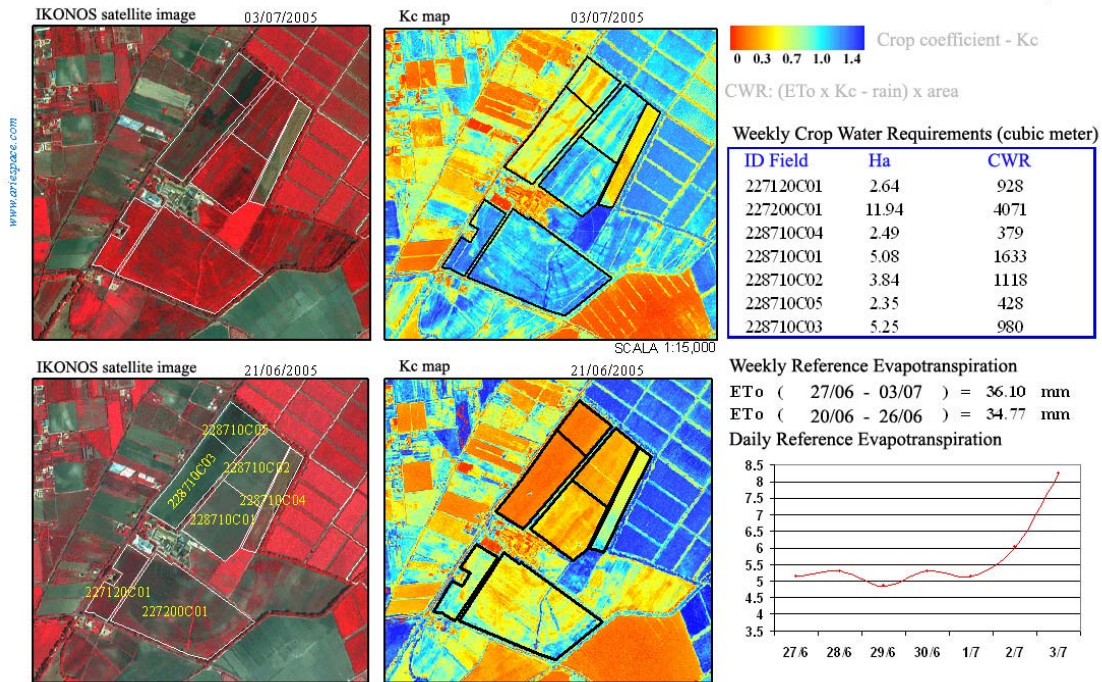 IKONOS satellite image 03/07/2005
Kc map 03/07/2005
www.ariespace.com
0 0.3 0.7 1.0 1.4
Crop coefficient - Kc
CWR: (ETo x Kc - rain) x area
Weekly Crop Water Requirements (cubic meter)
ID Field Ha CWR
227120C01 2.64 928
227200C01 11.94 4071
228710C04 2.49 379
228710C01 5.08 1633
228710C02 3.84 1118
228710C05 2.35 428
228710C03 5.25 980
SCALA 1:15,000
IKONOS satellite image 21/06/2005
228710C05
228710C03
228710C02
228710C04
228710C01
227120C01
227200C01
Kc map 21/06/2005
Weekly Reference Evapotranspiration
ETo ( 27/06 - 03/07 ) = 36.10 mm
ETo ( 20/06 - 26/06 ) = 34.77 mm
Daily Reference Evapotranspiration
8.5
8
7.5
7
6.5
6
5.5
5
4.5
4
3.5
27/6 28/6 29/6 30/6 1/7 2/7 3/7